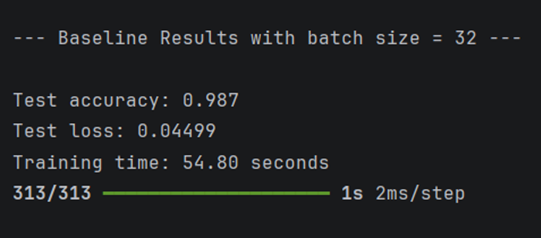 --- Baseline Results with batch size = 32 ---
Test accuracy: 0.987
Test loss: 0.04499
Training time: 54.80 seconds
313/313 ━━━━━━━━━━━━━━━━━━━━ 1s 2ms/step